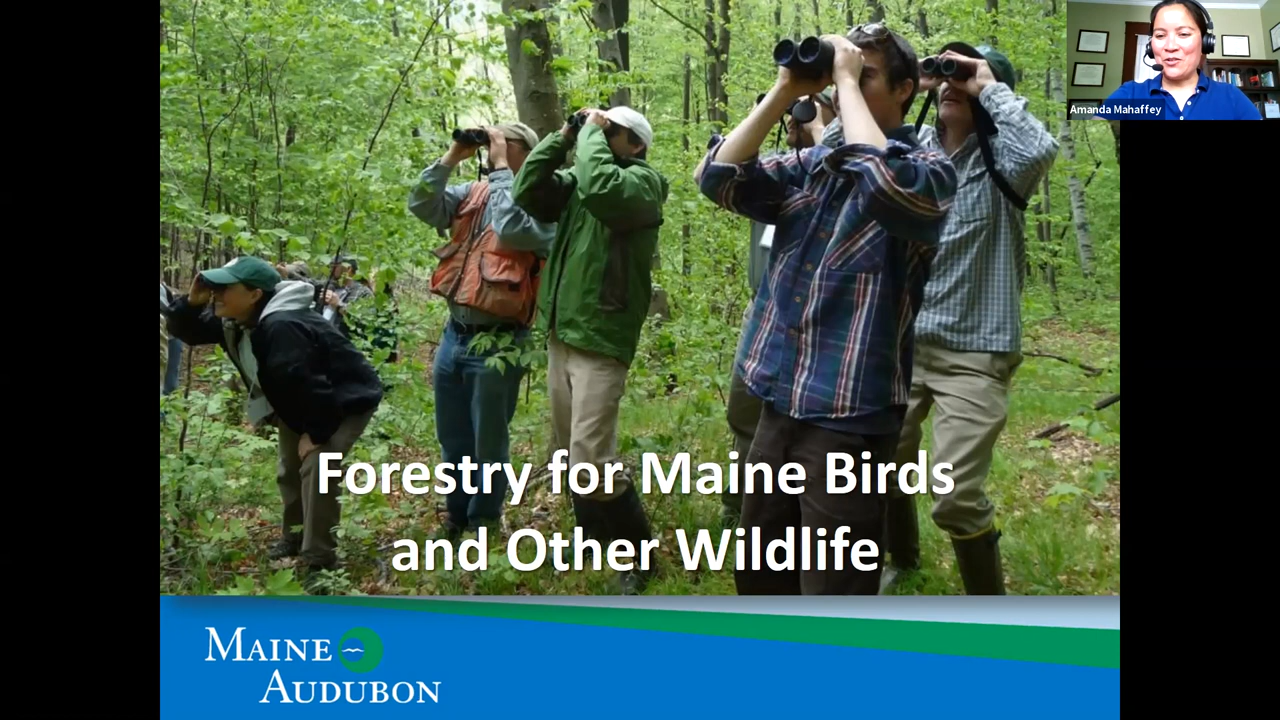 Amanda Mahaffey
Forestry for Maine Birds
and Other Wildlife
MAINE
AUDUBON